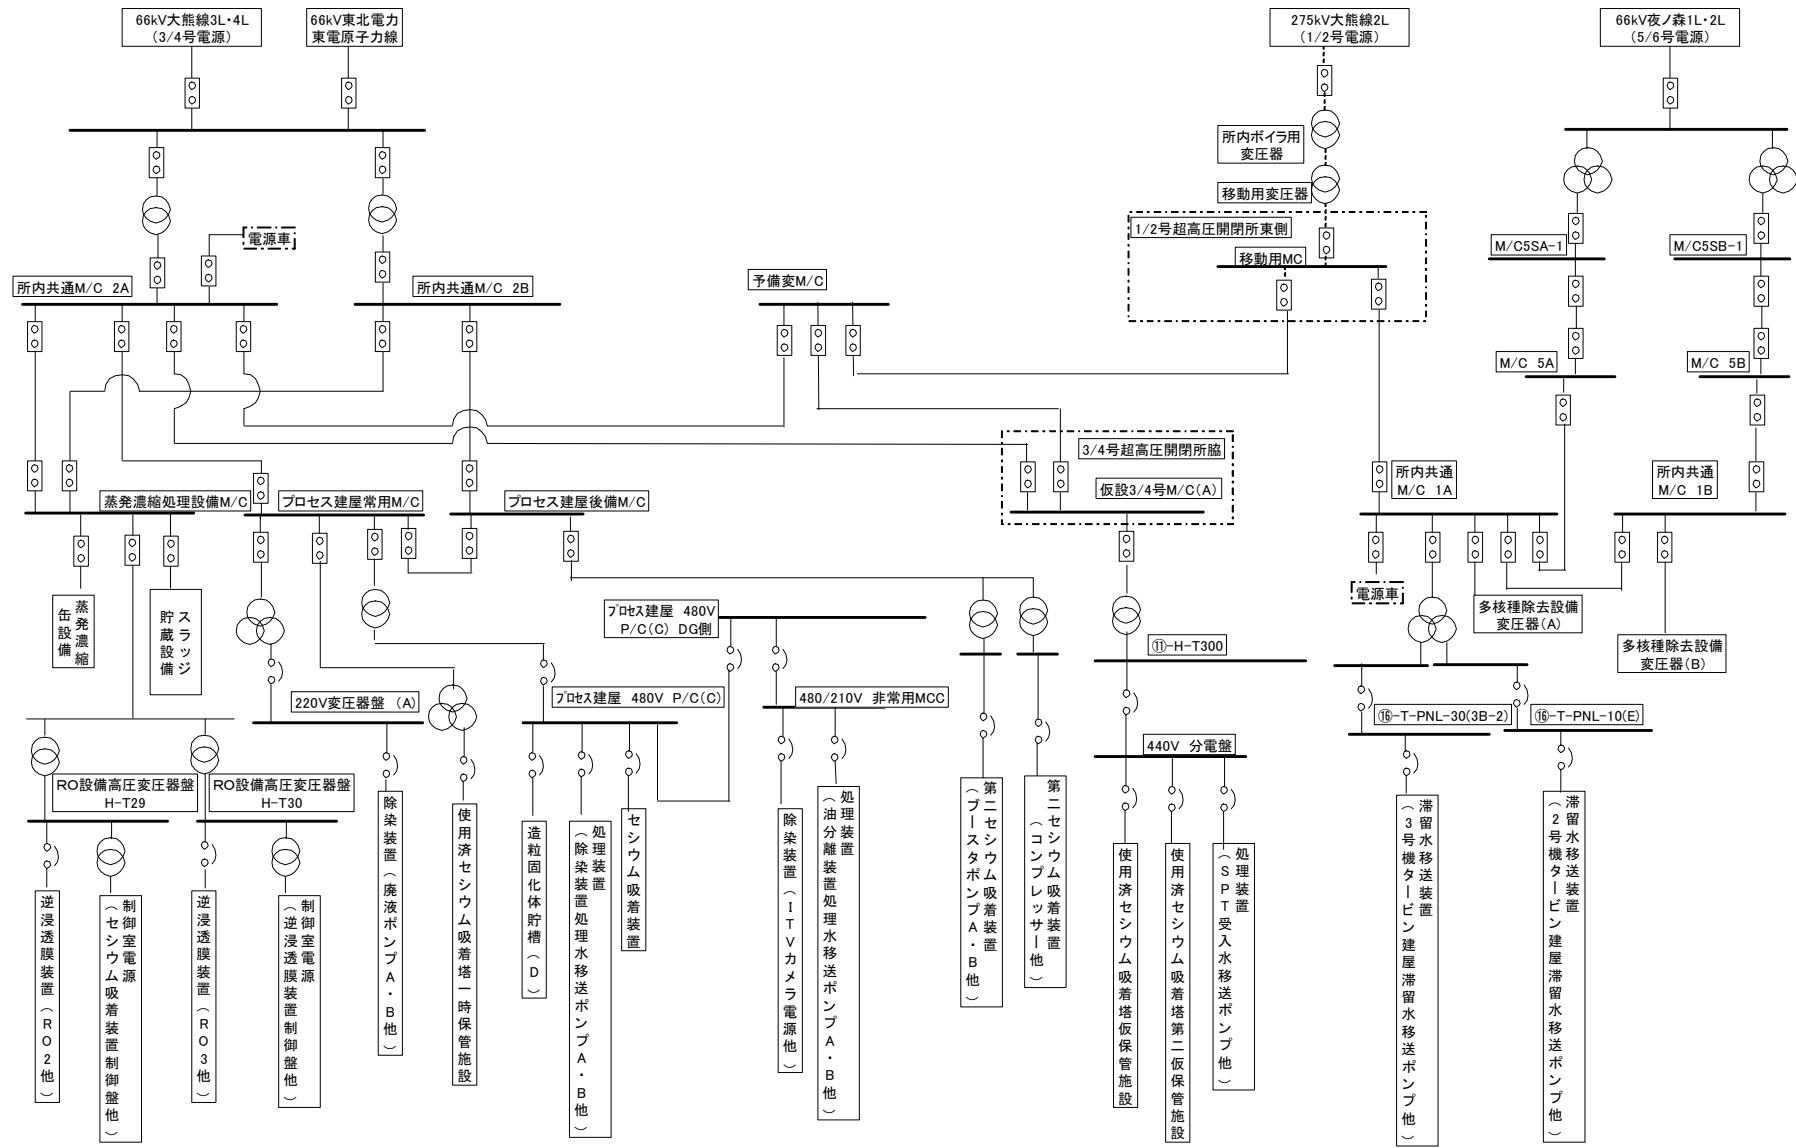 66kV大熊線3L・4L
(3/4号電源)
66kV東北電力
東電原子力線
275kV大熊線2L
(1/2号電源)
66kV夜ノ森1L・2L
(5/6号電源)
所内ボイラ用
変圧器
移動用変圧器
電源車
1/2号超高圧開閉所東側
移動用MC
M/C5SA-1
M/C5SB-1
所内共通M/C 2A
所内共通M/C 2B
予備変M/C
M/C 5A
M/C 5B
3/4号超高圧開閉所脇
仮設3/4号M/C(A)
所内共通
M/C 1A
所内共通
M/C 1B
蒸発濃縮処理設備M/C
プロセス建屋常用M/C
プロセス建屋後備M/C
蒸発濃縮
缶設備
スラッジ
貯蔵設備
プロセス建屋 480V
P/C(C) DG側
電源車
多核種除去設備
変圧器(A)
多核種除去設備
変圧器(B)
⑪-H-T300
220V変圧器盤 (A)
プロセス建屋 480V P/C(C)
480/210V 非常用MCC
⑯-T-PNL-30(3B-2)
⑯-T-PNL-10(E)
440V 分電盤
RO設備高圧変圧器盤
H-T29
RO設備高圧変圧器盤
H-T30
逆浸透膜装置(RO2他)
制御室電源
(セシウム吸着装置制御盤他)
逆浸透膜装置(RO3他)
制御室電源
(逆浸透膜装置制御盤他)
除染装置(廃液ポンプA・B他)
使用済セシウム吸着塔一時保管施設
造粒固化体貯槽(D)
処理装置
(除染装置処理水移送ポンプA・B他)
セシウム吸着装置
除染装置(ITVカメラ電源他)
処理装置
(油分離装置処理水移送ポンプA・B他)
第二セシウム吸着装置
(ブースタポンプA・B他)
第二セシウム吸着装置
(コンプレッサー他)
使用済セシウム吸着塔仮保管施設
使用済セシウム吸着塔第二仮保管施設
処理装置
(SPT受入水移送ポンプ他)
滞留水移送装置
(3号機タービン建屋滞留水移送ポンプ他)
滞留水移送装置
(2号機タービン建屋滞留水移送ポンプ他)